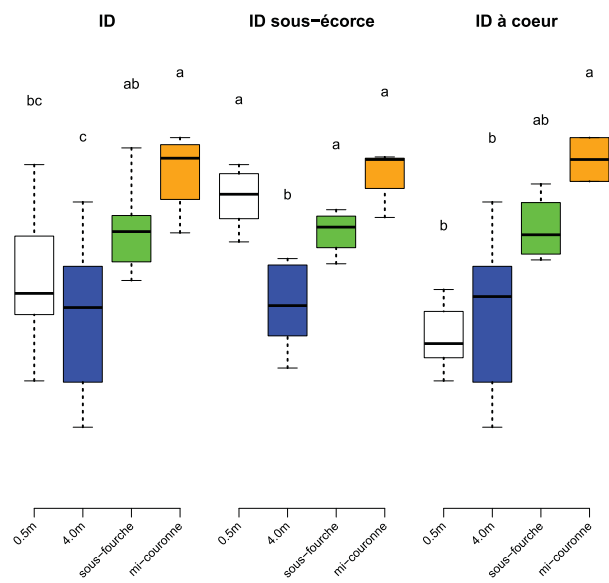 ID ID sous-écorce ID à coeur
bc c ab a
a b a a
b b ab a
0.5m 4.0m sous-fourche mi-couronne
0.5m 4.0m sous-fourche mi-couronne
0.5m 4.0m sous-fourche mi-couronne